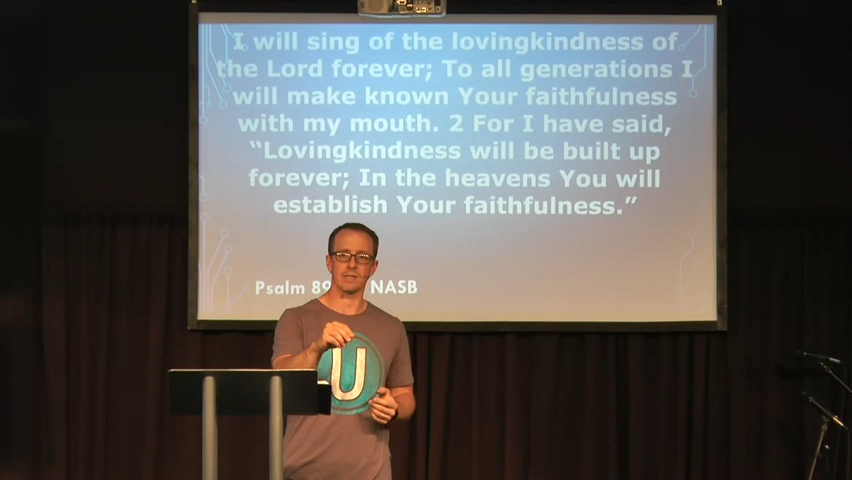 I will sing of the lovingkindness of
the Lord forever; To all generations I
will make known Your faithfulness
with my mouth. 2 For I have said,
“Lovingkindness will be built up
forever; In the heavens You will
establish Your faithfulness.”
Psalm 89 NASB
U